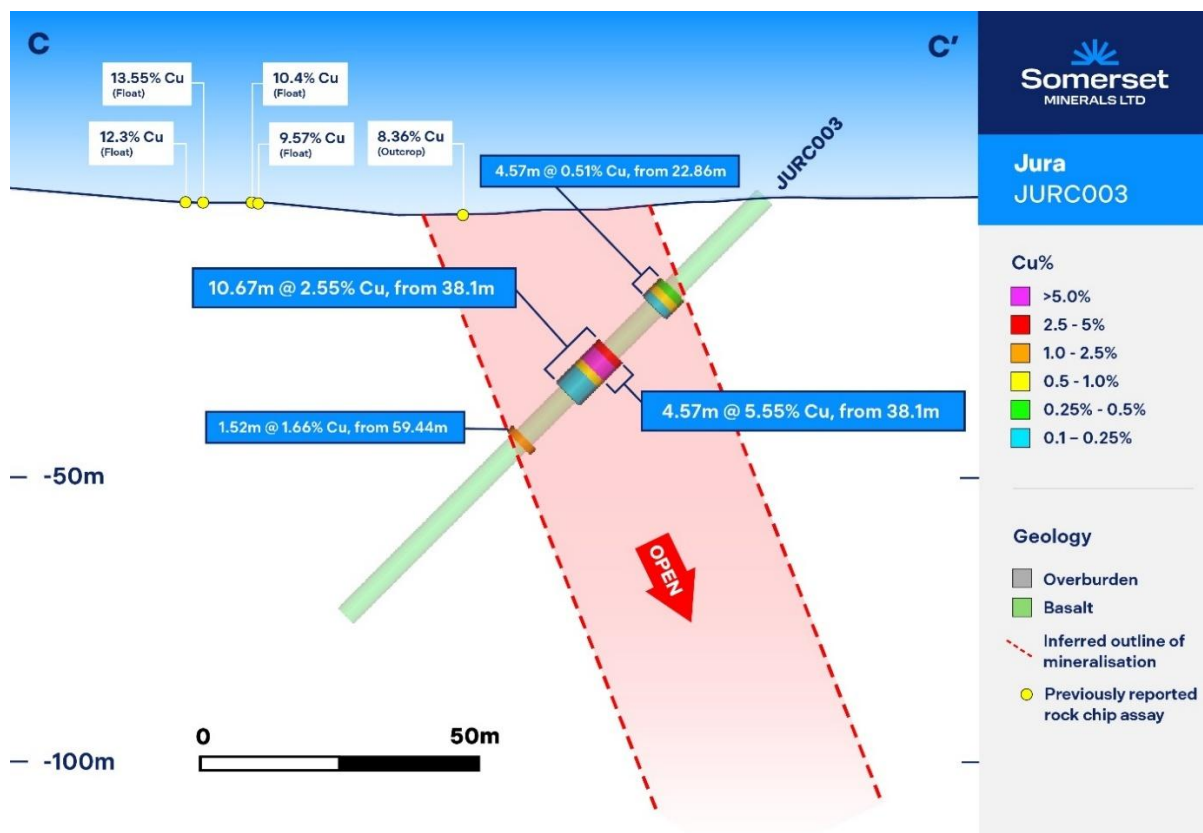 C
C'
13.55% Cu
(Float)
10.4% Cu
(Float)
12.3% Cu
(Float)
9.57% Cu
(Float)
8.36% Cu
(Outcrop)
4.57m @ 0.51% Cu, from 22.86m
JURC003
10.67m @ 2.55% Cu, from 38.1m
4.57m @ 5.55% Cu, from 38.1m
1.52m @ 1.66% Cu, from 59.44m
-50m
OPEN
0
50m
-100m
Somerset
MINERALS LTD
Jura
JURC003
Cu%
>5.0%
2.5 - 5%
1.0 - 2.5%
0.5 - 1.0%
0.25% - 0.5%
0.1 – 0.25%
Geology
Overburden
Basalt
Inferred outline of
mineralisation
Previously reported
rock chip assay